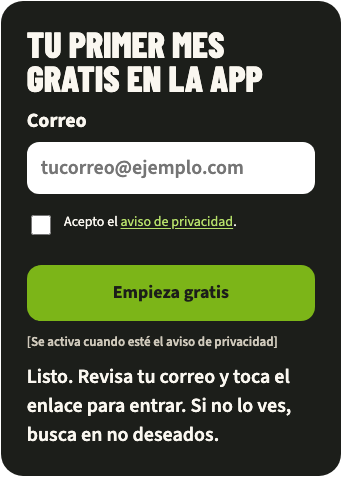 TU PRIMER MES
GRATIS EN LA APP
Correo
tucorreo@ejemplo.com
Acepto el aviso de privacidad.
Empieza gratis
[Se activa cuando esté el aviso de privacidad]
Listo. Revisa tu correo y toca el
enlace para entrar. Si no lo ves,
busca en no deseados.